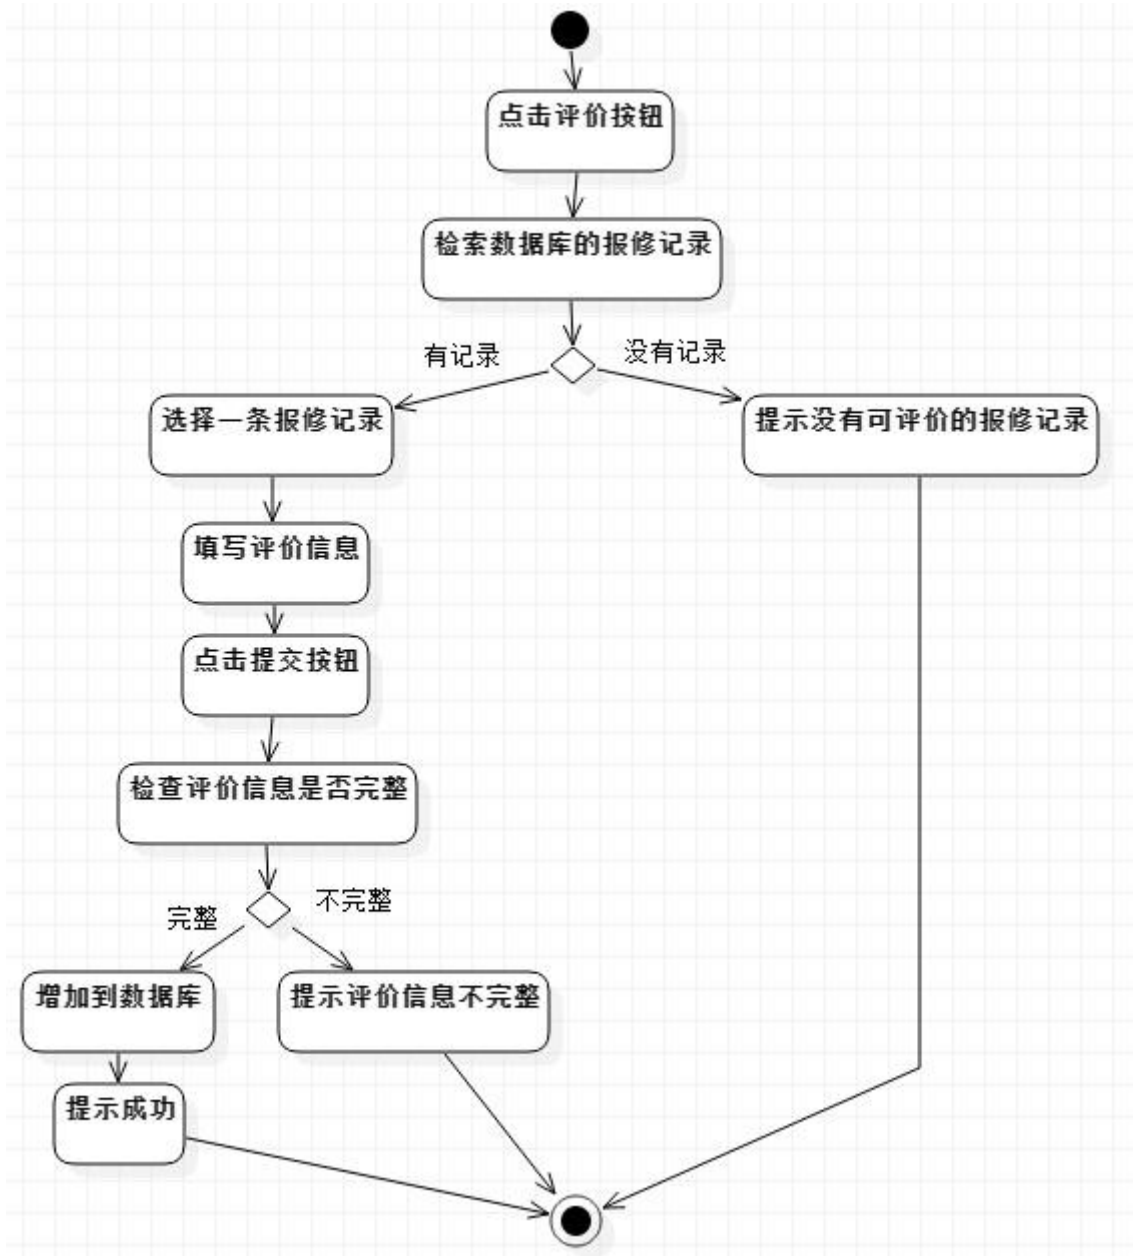 点击评价按钮
检索数据库的报修记录
有记录
没有记录
选择一条报修记录
提示没有可评价的报修记录
填写评价信息
点击提交按钮
检查评价信息是否完整
完整
不完整
增加到数据库
提示评价信息不完整
提示成功